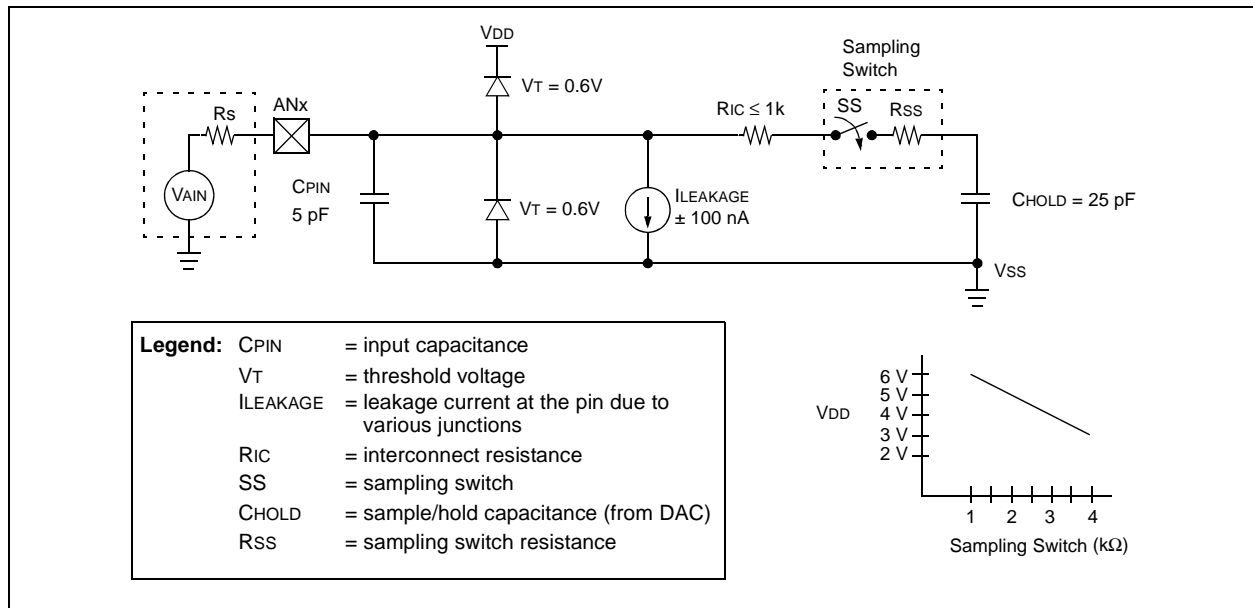 VDD
Sampling
Switch
VT = 0.6V
ANx
Rs
RIC ≤ 1k
SS
RSS
VAIN
CPIN
5 pF
VT = 0.6V
ILEAKAGE
± 100 nA
CHOLD = 25 pF
VSS
Legend: CPIN = input capacitance
VT = threshold voltage
ILEAKAGE = leakage current at the pin due to
various junctions
RIC = interconnect resistance
SS = sampling switch
CHOLD = sample/hold capacitance (from DAC)
RSS = sampling switch resistance
VDD
6 V
5 V
4 V
3 V
2 V
1 2 3 4
Sampling Switch (kΩ)